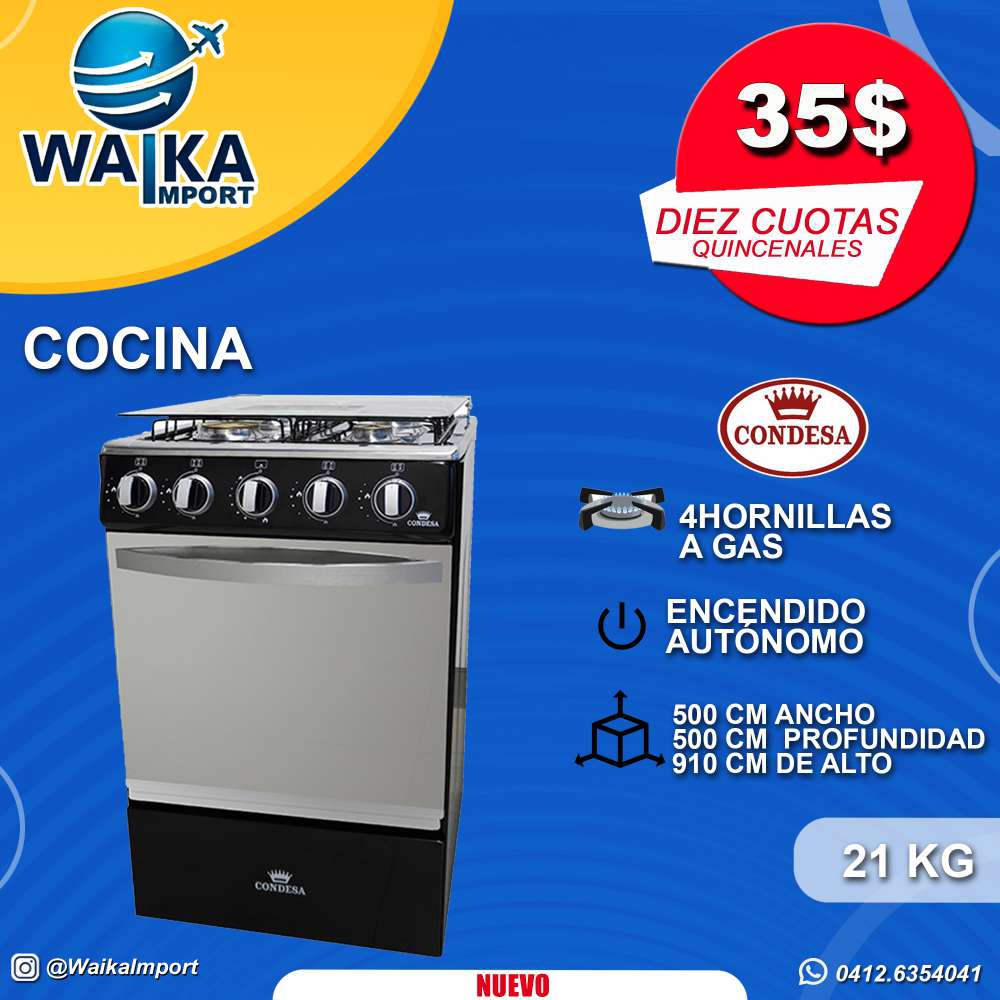 WAIKA
IMPORT
35$
DIEZ CUOTAS
QUINCENALES
COCINA
CONDESA
4HORNILLAS
A GAS
ENCENDIDO
AUTÓNOMO
500 CM ANCHO
500 CM PROFUNDIDAD
910 CM DE ALTO
21 KG
CONDESA
CONDESA
@WaikaImport
NUEVO
0412.6354041